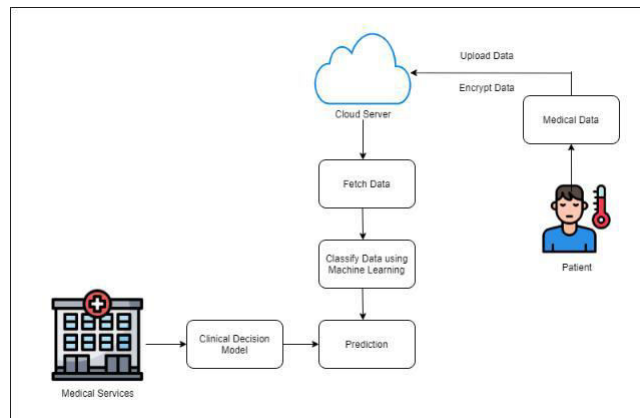 Upload Data
Encrypt Data
Cloud Server
Medical Data
Fetch Data
Patient
Classify Data using
Machine Learning
Clinical Decision
Model
Prediction
Medical Services